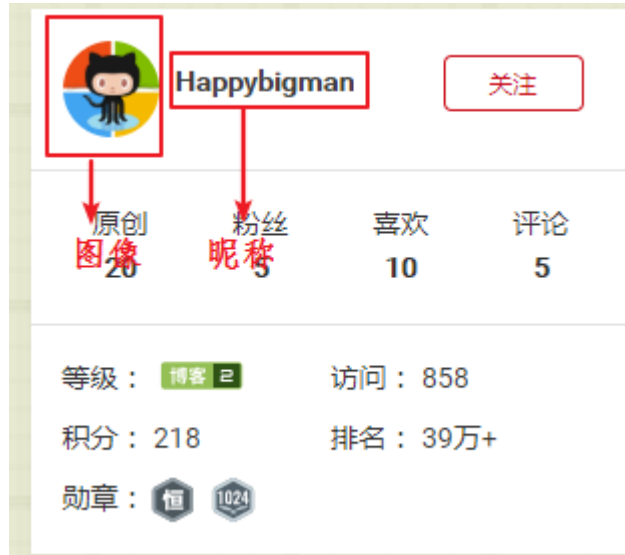 Happybigman 关注
原创 粉丝 喜欢 评论
图像 昵称
20 5 10 5
等级： 博客 2 访问： 858
积分： 218 排名： 39万+
勋章： 恒 1024